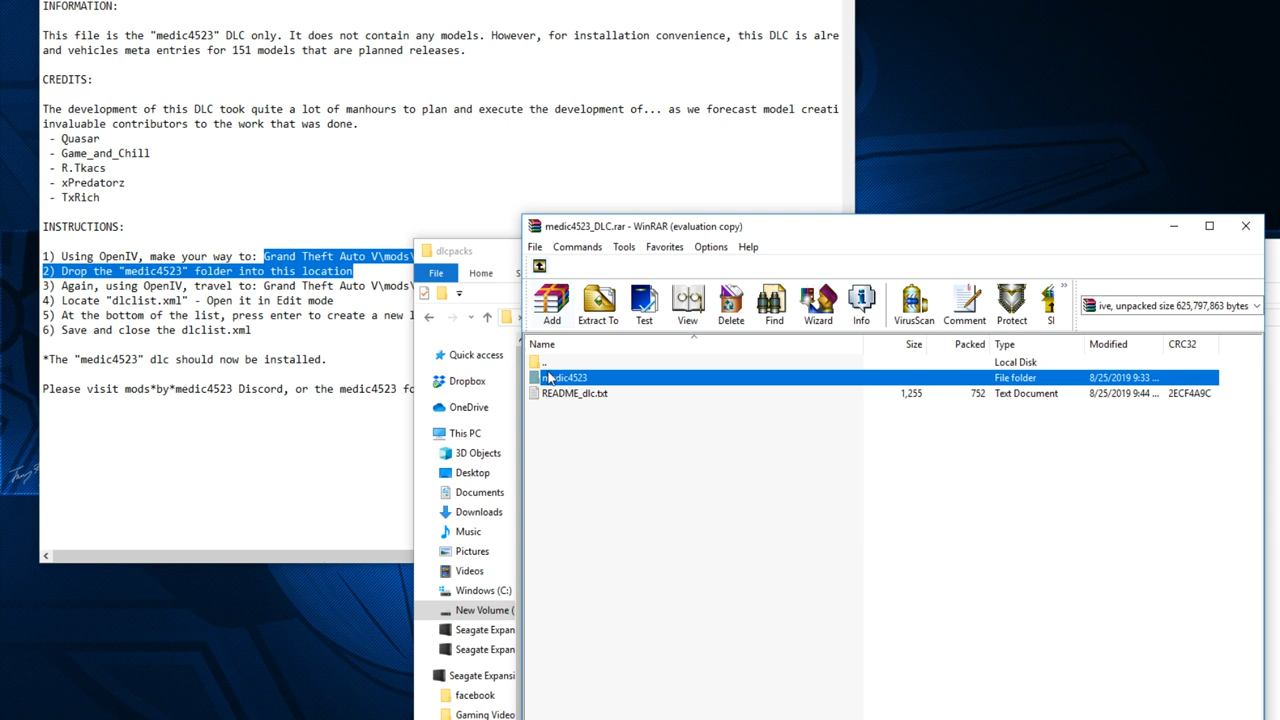 INFORMATION:
This file is the "medic4523" DLC only. It does not contain any models. However, for installation convenience, this DLC is alre
and vehicles meta entries for 151 models that are planned releases.
CREDITS:
The development of this DLC took quite a lot of manhours to plan and execute the development of... as we forecast model creati
invaluable contributors to the work that was done.
- Quasar
- Game_and_Chill
- R.Tkacs
- xPredatorz
- TxRich
INSTRUCTIONS:
1) Using OpenIV, make your way to: Grand Theft Auto V\mods\
2) Drop the "medic4523" folder into this location
3) Again, using OpenIV, travel to: Grand Theft Auto V\mods\
4) Locate "dlclist.xml" - Open it in Edit mode
5) At the bottom of the list, press enter to create a new l
6) Save and close the dlclist.xml
*The "medic4523" dlc should now be installed.
Please visit mods*by*medic4523 Discord, or the medic4523 fo
dlcpacks
File Home S
Quick access
Dropbox
OneDrive
This PC
3D Objects
Desktop
Documents
Downloads
Music
Pictures
Videos
Windows (C:)
New Volume (
Seagate Expan
Seagate Expan
Seagate Expansi
facebook
Gaming Video
medic4523_DLC.rar - WinRAR (evaluation copy)
File Commands Tools Favorites Options Help
Add Extract To Test View Delete Find Wizard Info VirusScan Comment Protect SI
ive, unpacked size 625,797,863 bytes
Name Size Packed Type Modified CRC32
.. Local Disk
medic4523 File folder 8/25/2019 9:33 ...
README_dlc.txt 1,255 752 Text Document 8/25/2019 9:44 ... 2ECF4A9C